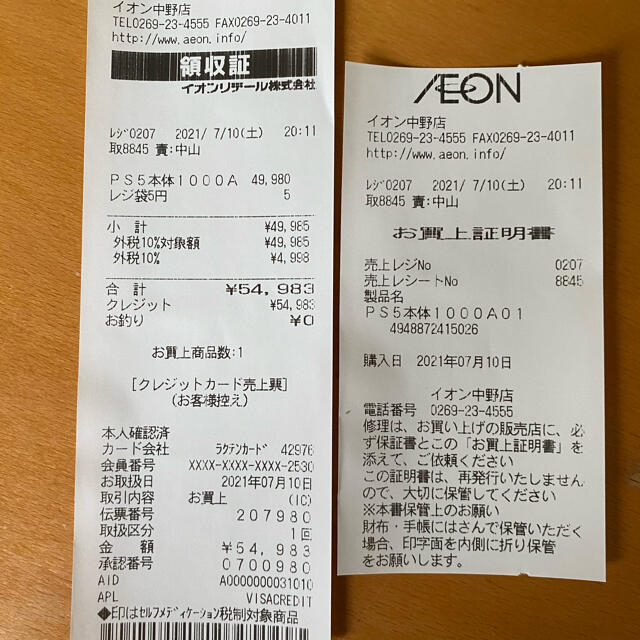 イオン中野店
TEL0269-23-4555 FAX0269-23-4011
http://www.aeon.info/
領収証
イオンリテール株式会社
レジ0207 2021/ 7/10(土) 20:11
取8845 責:中山
PS5本体1000A 49,980
レジ袋5円 5
小 計 ¥49,985
外税10%対象額 ¥49,985
外税10% ¥4,998
合 計 ¥54,983
クレジット ¥54,983
お釣り ¥0
お買上商品数:1
[クレジットカード売上票]
(お客様控え)
本人確認済
カード会社 ラクテンカード 42976
会員番号 XXXX-XXXX-XXXX-2530
お取扱日 2021年07月10日
取引内容 お買上 (IC)
伝票番号 207980
取扱区分 1回
金 額 ¥54,983
承認番号 0700980
AID A0000000031010
APL VISACREDIT
◆印はセルフメディケーション税制対象商品
ÆON
イオン中野店
TEL0269-23-4555 FAX0269-23-4011
http://www.aeon.info/
レジ0207 2021/ 7/10(土) 20:11
取8845 責:中山
お買上証明書
売上レジNo 0207
売上レシートNo 8845
製品名
PS5本体1000A01
4948872415026
購入日 2021年07月10日
イオン中野店
電話番号 0269-23-4555
修理は、お買い上げの販売店に、必
ず保証書とこの「お買上証明書」を
添えて、ご依頼ください
この証明書は、再発行いたしません
ので、大切に保管してください
※本書保管上のお願い
財布・手帳にはさんで保管いただく
場合、印字面を内側に折り保管
をお願いします。